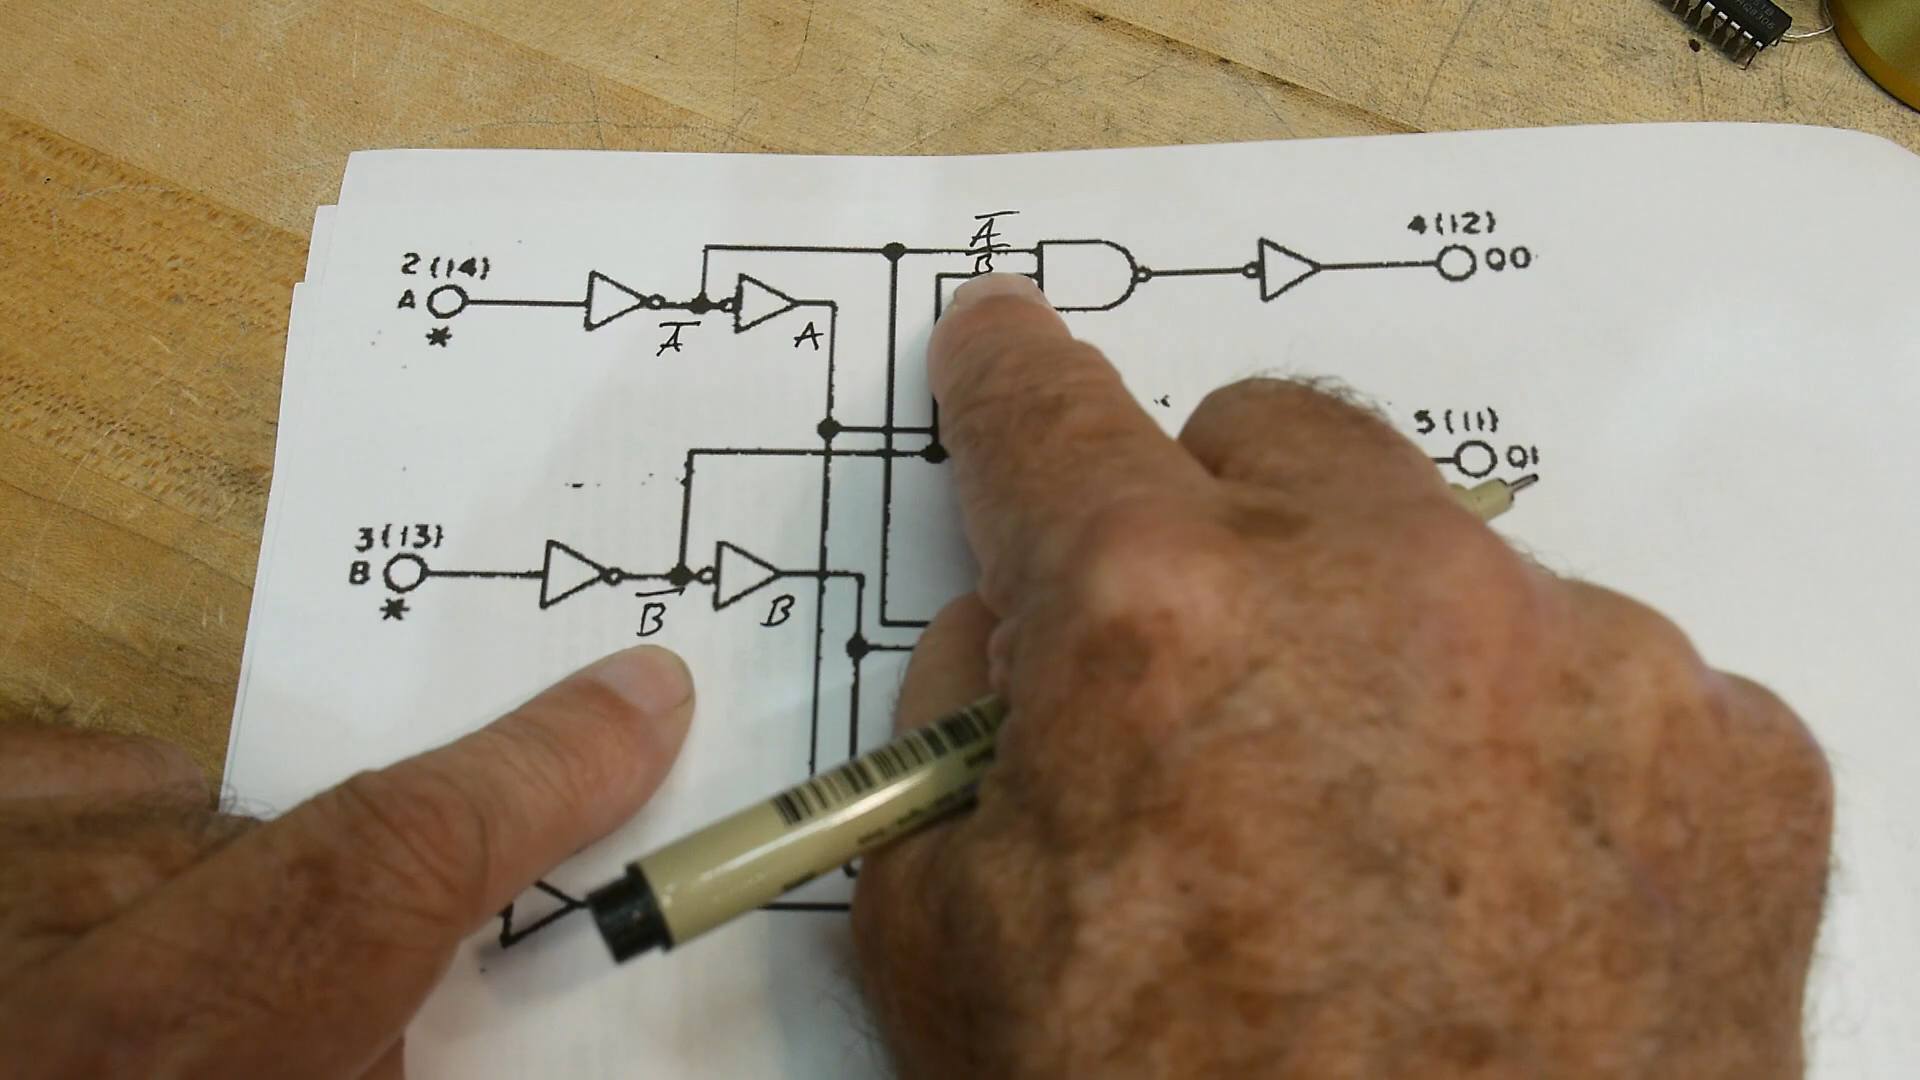 A̅
B̅
4(12)
Q0
2(14)
A
*
A̅
A
5(11)
Q1
3(13)
B
*
B̅
B